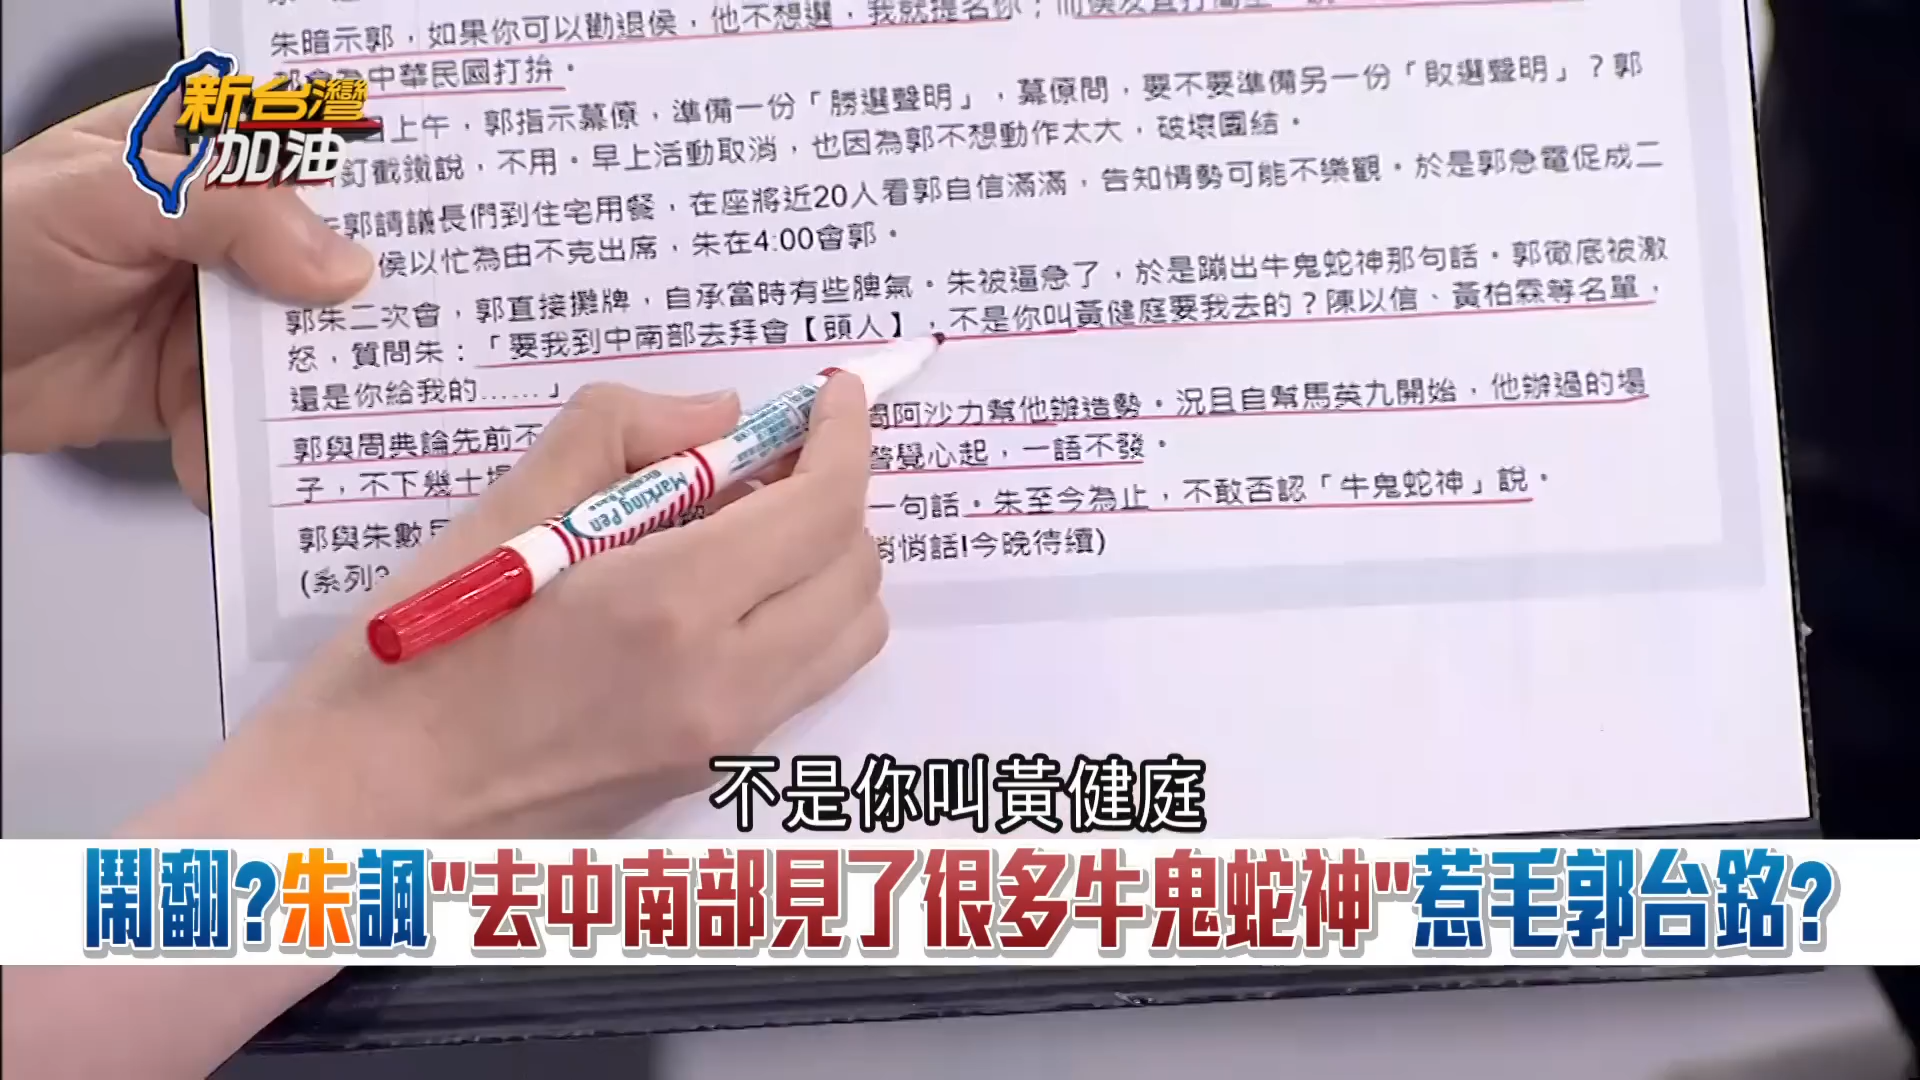 朱暗示郭，如果你可以勸退侯，他不想選，我就提名你；而侯友宜打
都會為中華民國打拚。
新台灣
加油
日上午，郭指示幕僚，準備一份「勝選聲明」，幕僚問，要不要準備另一份「敗選聲明」？郭
釘截鐵說，不用。早上活動取消，也因為郭不想動作太大，破壞團結。
郭請議長們到住宅用餐，在座將近20人看郭自信滿滿，告知情勢可能不樂觀。於是郭急電促成二
侯以忙為由不克出席，朱在4:00會郭。
郭朱二次會，郭直接攤牌，自承當時有些脾氣。朱被逼急了，於是蹦出牛鬼蛇神那句話。郭徹底被激
怒，質問朱：「要我到中南部去拜會【頭人】，不是你叫黃健庭要我去的？陳以信、黃柏霖等名單，
還是你給我的......」
郭與周典論先前不 阿沙力幫他辦造勢。況且自幫馬英九開始，他辦過的場
子，不下幾十場 覺心起，一語不發。
郭與朱數 一句話。朱至今為止，不敢否認「牛鬼蛇神」說。
(系列 悄悄話!今晚待續)
Marking Pen
不是你叫黃健庭
鬧翻?朱諷"去中南部見了很多牛鬼蛇神"惹毛郭台銘?